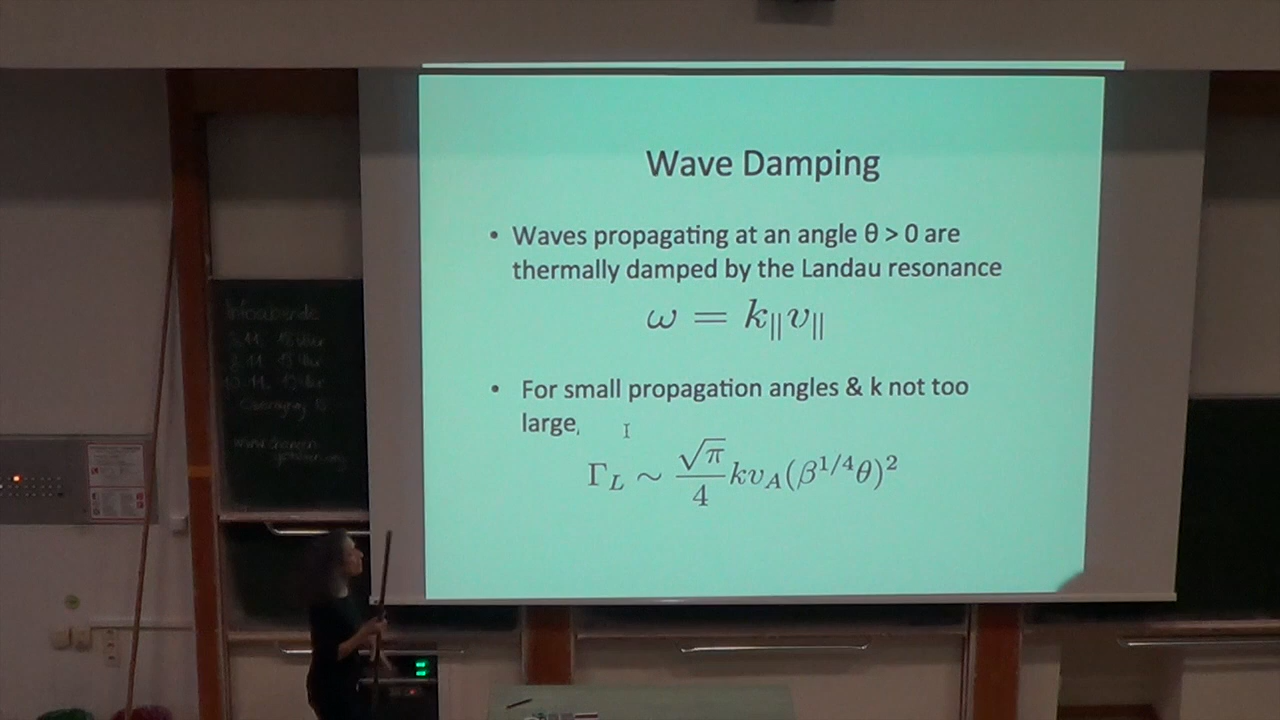 Wave Damping
• Waves propagating at an angle θ > 0 are
thermally damped by the Landau resonance
ω = k∥v∥
• For small propagation angles & k not too
large,
Γ_L ∼ √π/4 kv_A(β^{1/4}θ)²